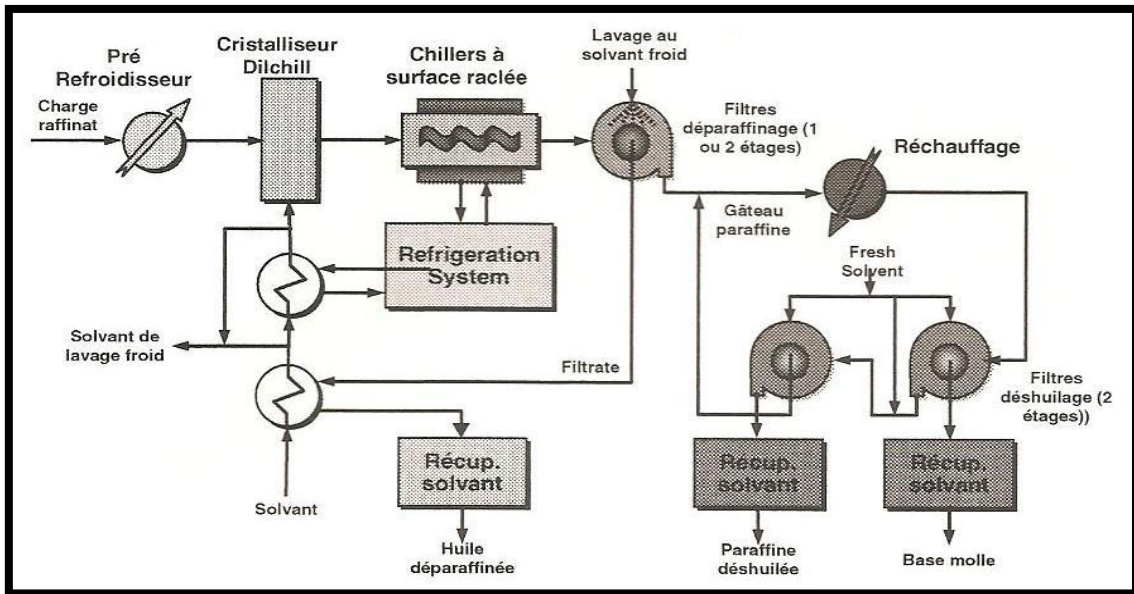 Pré
Refroidisseur
Cristalliseur
Dilchill
Chillers à
surface raclée
Lavage au
solvant froid
Charge
raffinat
Filtres
déparaffinage (1
ou 2 étages)
Réchauffage
Gâteau
paraffine
Refrigeration
System
Fresh
Solvent
Solvant de
lavage froid
Filtrate
Filtres
déshuilage (2
étages))
Récup.
solvant
Récup.
solvant
Récup.
solvant
Solvant
Huile
déparaffinée
Paraffine
déshuilée
Base molle